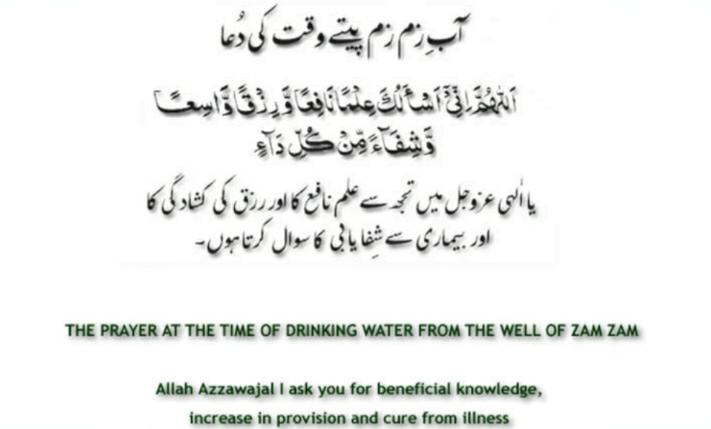 آبِ زم زم پیتے وقت کی دُعا
اَللّٰهُمَّ اِنِّیْۤ اَسْأَلُكَ عِلْمًا نَافِعًا وَّ رِزْقًا وَّاسِعًا
وَّشِفَآءً مِّنْ كُلِّ دَآءٍ
یا اٰلہی عزوجل میں تجھ سے علمِ نافع کا اور رزق کی کشادگی کا
اور بیماری سے شِفایابی کا سوال کرتا ہوں۔
THE PRAYER AT THE TIME OF DRINKING WATER FROM THE WELL OF ZAM ZAM
Allah Azzawajal I ask you for beneficial knowledge,
increase in provision and cure from illness